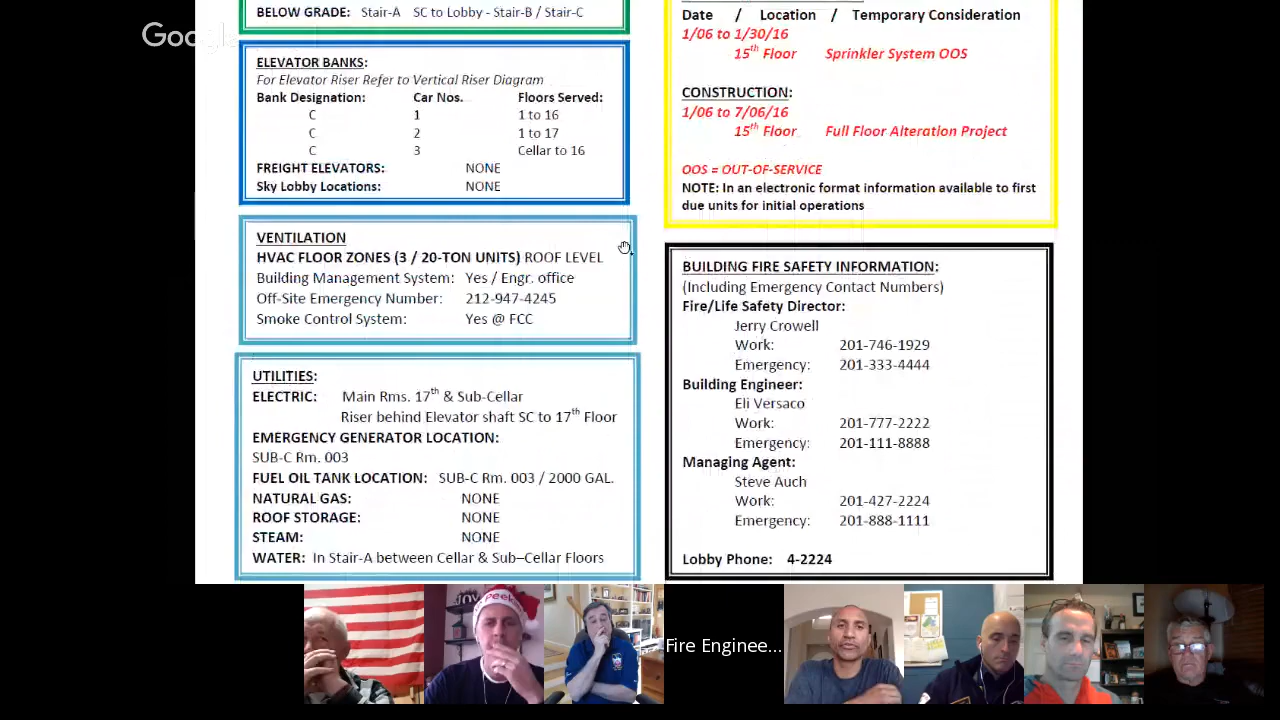 BELOW GRADE: Stair-A SC to Lobby - Stair-B / Stair-C
Google
ELEVATOR BANKS:
For Elevator Riser Refer to Vertical Riser Diagram
Bank Designation: Car Nos. Floors Served:
C 1 1 to 16
C 2 1 to 17
C 3 Cellar to 16
FREIGHT ELEVATORS: NONE
Sky Lobby Locations: NONE
VENTILATION
HVAC FLOOR ZONES (3 / 20-TON UNITS) ROOF LEVEL
Building Management System: Yes / Engr. office
Off-Site Emergency Number: 212-947-4245
Smoke Control System: Yes @ FCC
UTILITIES:
ELECTRIC: Main Rms. 17th & Sub-Cellar
Riser behind Elevator shaft SC to 17th Floor
EMERGENCY GENERATOR LOCATION:
SUB-C Rm. 003
FUEL OIL TANK LOCATION: SUB-C Rm. 003 / 2000 GAL.
NATURAL GAS: NONE
ROOF STORAGE: NONE
STEAM: NONE
WATER: In Stair-A between Cellar & Sub-Cellar Floors
Date / Location / Temporary Consideration
1/06 to 1/30/16
15th Floor Sprinkler System OOS
CONSTRUCTION:
1/06 to 7/06/16
15th Floor Full Floor Alteration Project
OOS = OUT-OF-SERVICE
NOTE: In an electronic format information available to first
due units for initial operations
BUILDING FIRE SAFETY INFORMATION:
(Including Emergency Contact Numbers)
Fire/Life Safety Director:
Jerry Crowell
Work: 201-746-1929
Emergency: 201-333-4444
Building Engineer:
Eli Versaco
Work: 201-777-2222
Emergency: 201-111-8888
Managing Agent:
Steve Auch
Work: 201-427-2224
Emergency: 201-888-1111
Lobby Phone: 4-2224
Fire Enginee...